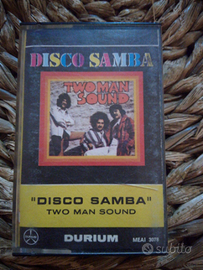 DISCO SAMBA
TWO MAN
SOUND
"DISCO SAMBA"
TWO MAN SOUND
DURIUM
subito